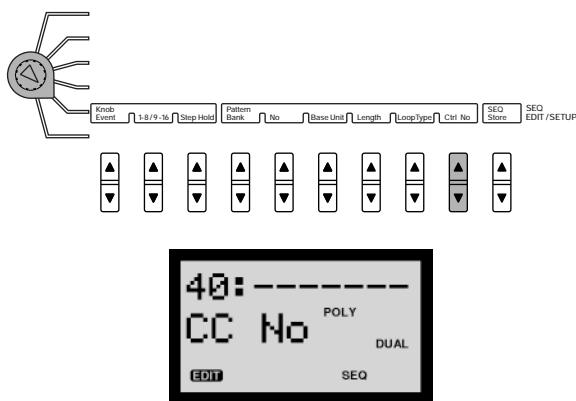 Knob Pattern SEQ SEQ
Event 1-8/9-16 Step Hold Bank No Base Unit Length LoopType Ctrl No Store EDIT/SETUP
40:-------
CC No POLY
DUAL
EDIT SEQ